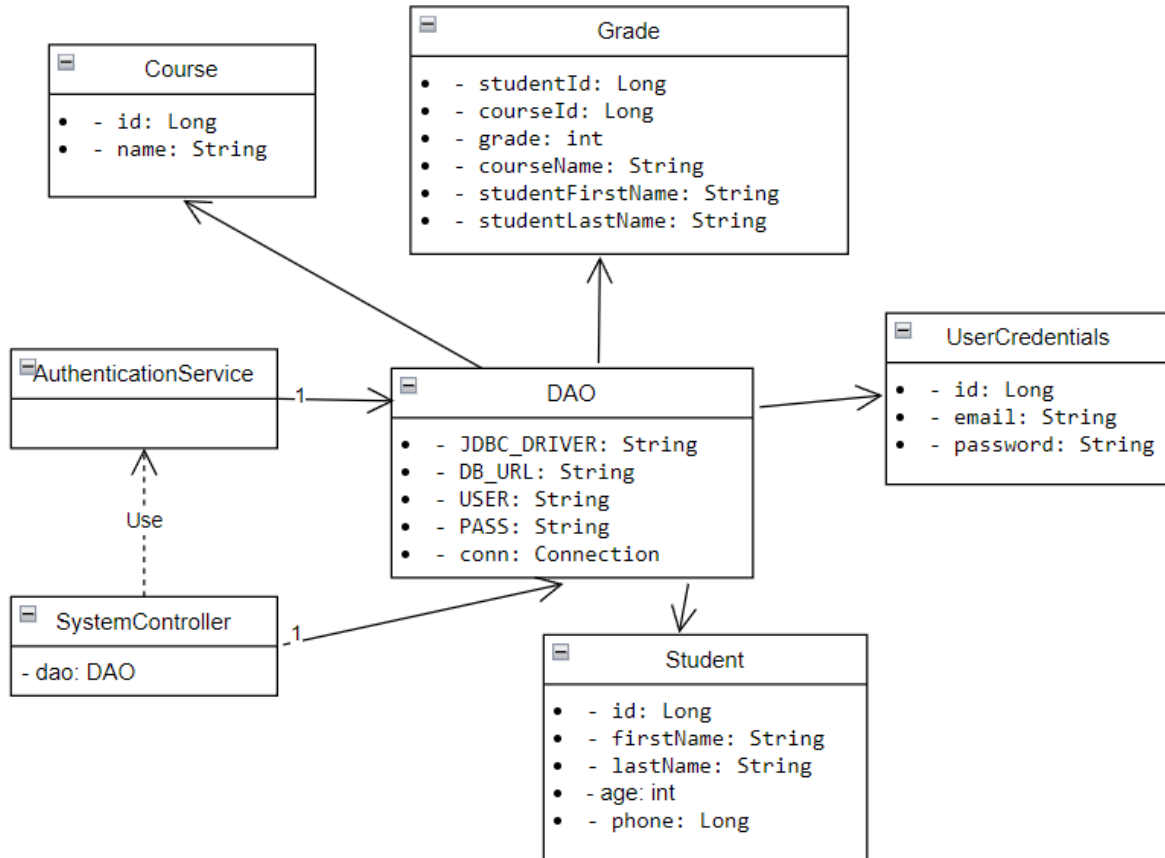 Course
- id: Long
- name: String
Grade
- studentId: Long
- courseId: Long
- grade: int
- courseName: String
- studentFirstName: String
- studentLastName: String
AuthenticationService
1
DAO
- JDBC_DRIVER: String
- DB_URL: String
- USER: String
- PASS: String
- conn: Connection
UserCredentials
- id: Long
- email: String
- password: String
Use
SystemController
- dao: DAO
1
Student
- id: Long
- firstName: String
- lastName: String
- age: int
- phone: Long